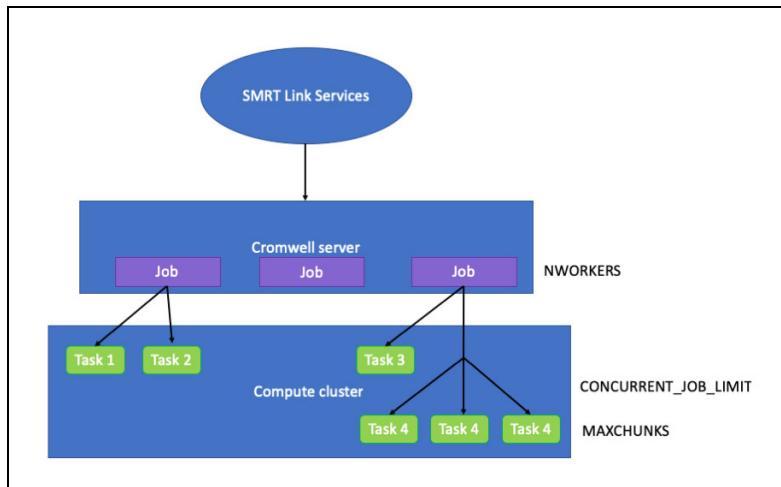 SMRT Link Services
Cromwell server
Job
Job
Job
NWORKERS
Task 1
Task 2
Task 3
Compute cluster
CONCURRENT_JOB_LIMIT
Task 4
Task 4
Task 4
MAXCHUNKS